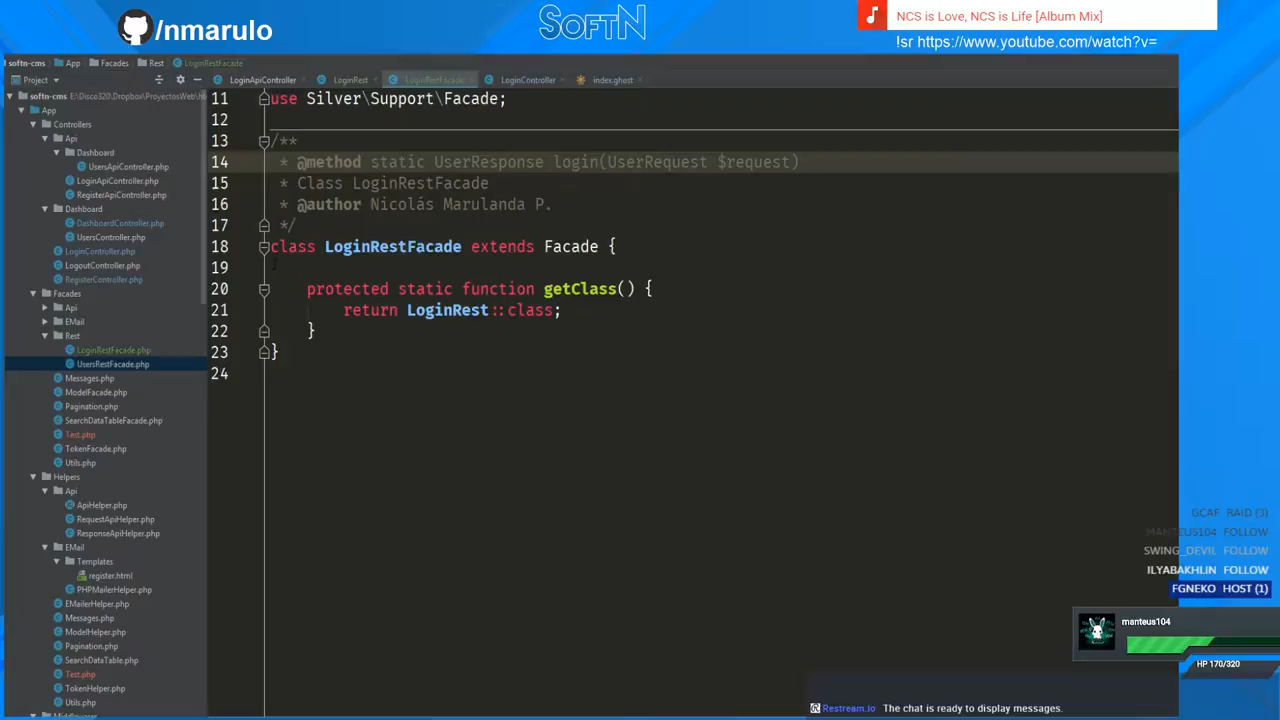 /nmarulo
SOFTN
NCS is Love, NCS is Life [Album Mix]
!sr https://www.youtube.com/watch?v=
softn-cms
App
Facades
Rest
LoginRestFacade
Project
LoginApiController
LoginRest
LoginRestFacade
LoginController
index.ghost
softn-cms E:\Disco320\Dropbox\ProyectosWeb\ht
App
Controllers
Api
Dashboard
UsersApiController.php
LoginApiController.php
RegisterApiController.php
Dashboard
DashboardController.php
UsersController.php
LoginController.php
LogoutController.php
RegisterController.php
Facades
Api
EMail
Rest
LoginRestFacade.php
UsersRestFacade.php
Messages.php
ModelFacade.php
Pagination.php
SearchDataTableFacade.php
Test.php
TokenFacade.php
Utils.php
Helpers
Api
ApiHelper.php
RequestApiHelper.php
ResponseApiHelper.php
EMail
Templates
register.html
PHPMailerHelper.php
EMailerHelper.php
Messages.php
ModelHelper.php
Pagination.php
SearchDataTable.php
Test.php
TokenHelper.php
Utils.php
11 use Silver\Support\Facade;
12
13 /**
14 * @method static UserResponse login(UserRequest $request)
15 * Class LoginRestFacade
16 * @author Nicolás Marulanda P.
17 */
18 class LoginRestFacade extends Facade {
19
20 protected static function getClass() {
21 return LoginRest::class;
22 }
23 }
24
GCAF_ RAID (3)
MANTEUS104 FOLLOW
SWING_DEVIL FOLLOW
ILYABAKHLIN FOLLOW
FGNEKO HOST (1)
manteus104
HP 170/320
Restream.io The chat is ready to display messages.